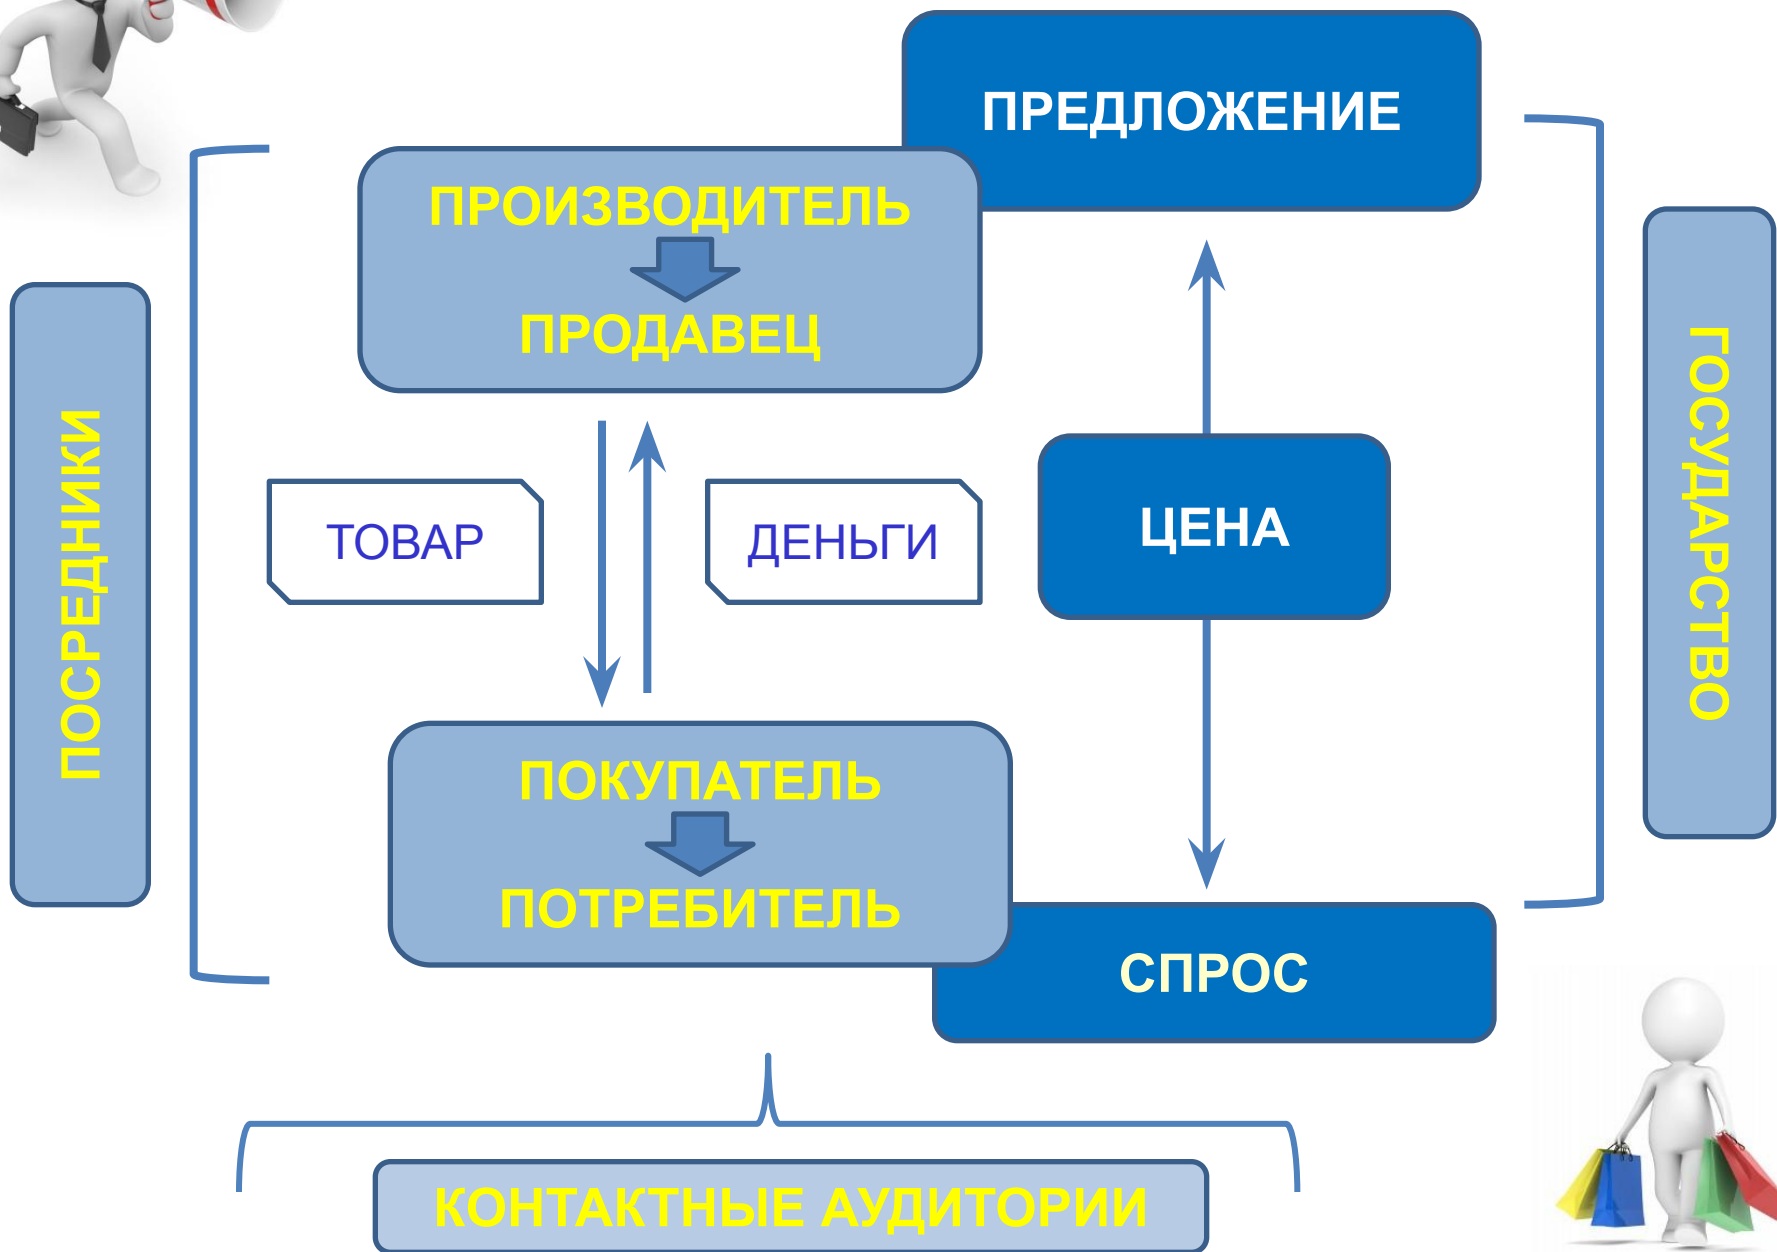 ПРЕДЛОЖЕНИЕ
ПРОИЗВОДИТЕЛЬ
ПРОДАВЕЦ
ПОСРЕДНИКИ
ТОВАР
ДЕНЬГИ
ЦЕНА
ГОСУДАРСТВО
ПОКУПАТЕЛЬ
ПОТРЕБИТЕЛЬ
СПРОС
КОНТАКТНЫЕ АУДИТОРИИ